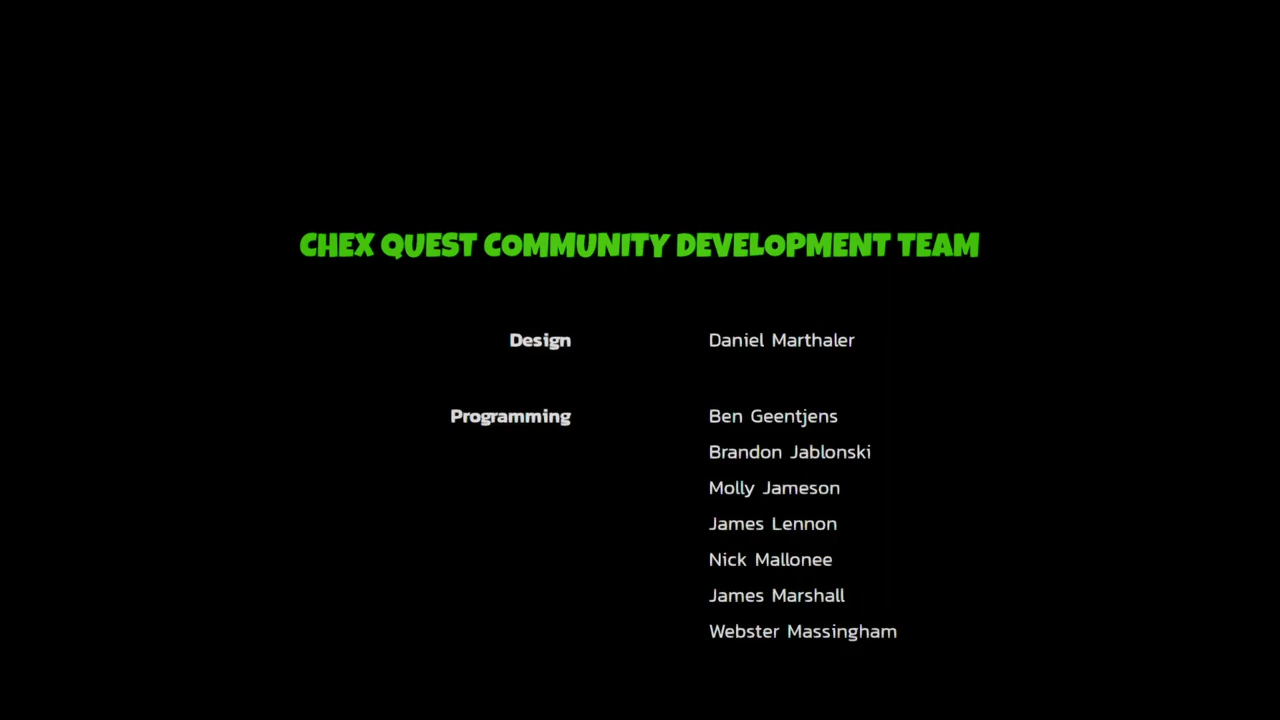 CHEX QUEST COMMUNITY DEVELOPMENT TEAM
Design Daniel Marthaler
Programming Ben Geentjens
Brandon Jablonski
Molly Jameson
James Lennon
Nick Mallonee
James Marshall
Webster Massingham